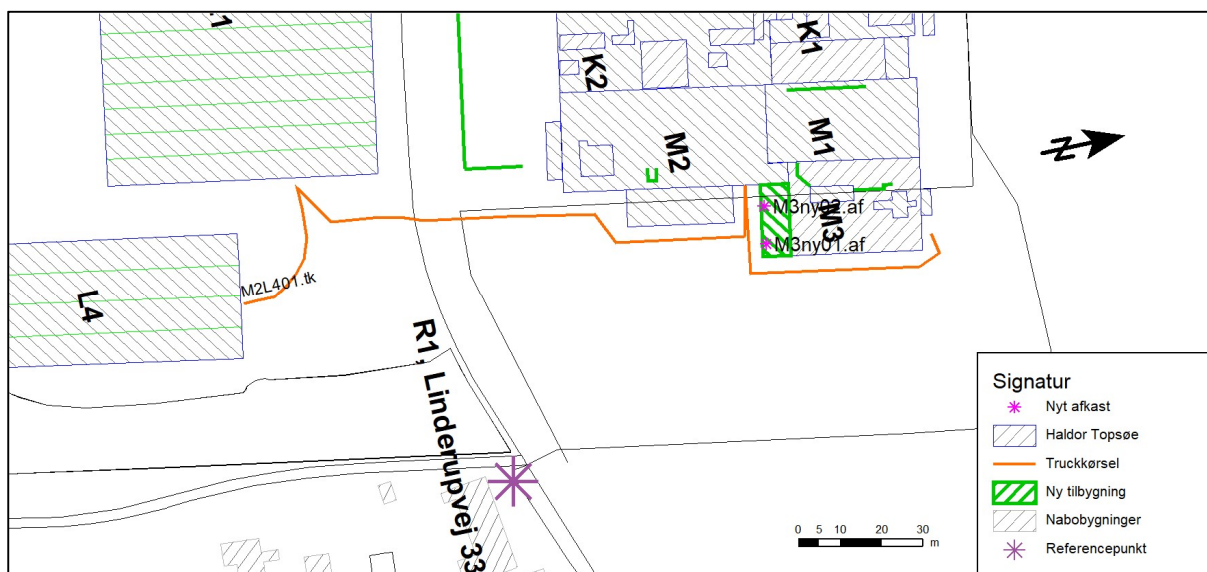 K1
K2
M1
M2
M3ny02.af
M3
M3ny01.af
M2L401.tk
L4
R1, Linderupvej 33
N
Signatur
Nyt afkast
Haldor Topsøe
Truckkørsel
Ny tilbygning
Nabobygninger
Referencepunkt
0 5 10 20 30
m